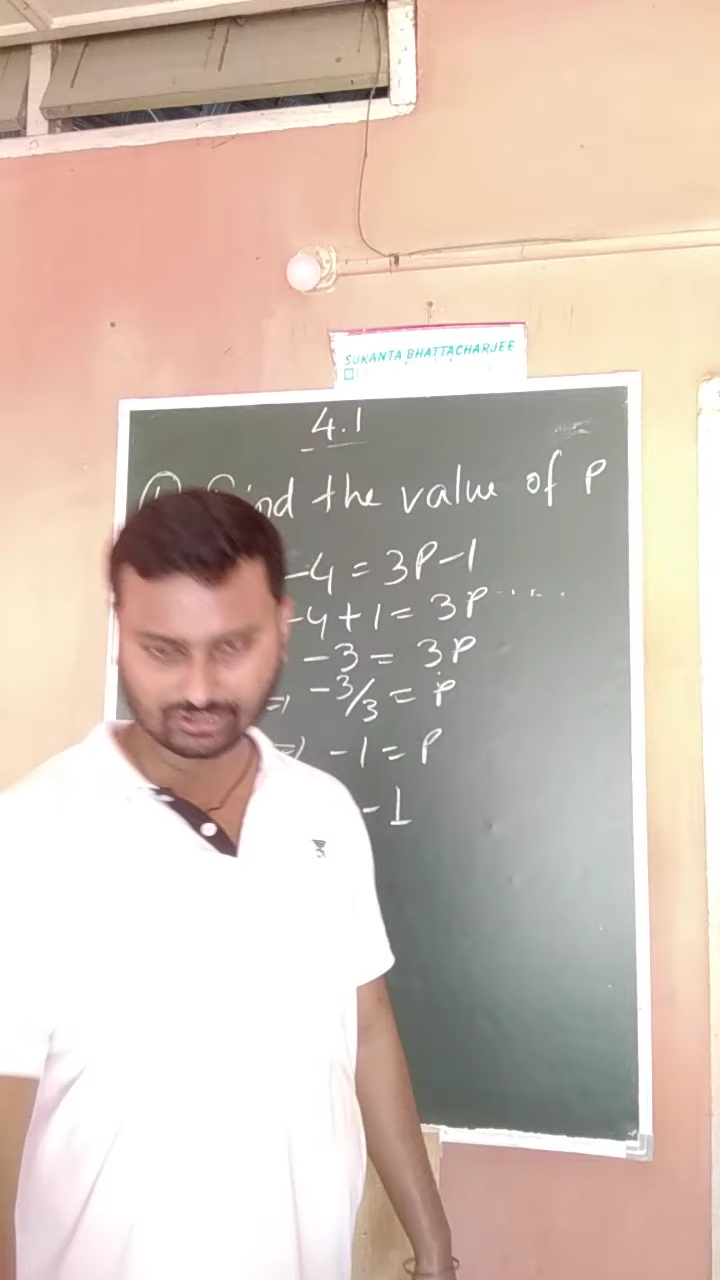 SUKANTA BHATTACHARJEE
4.1
the value of P
-4 = 3P-1
-4+1 = 3P ....
-3 = 3P
⇒ -3/3 = P
⇒ -1 = P
-1